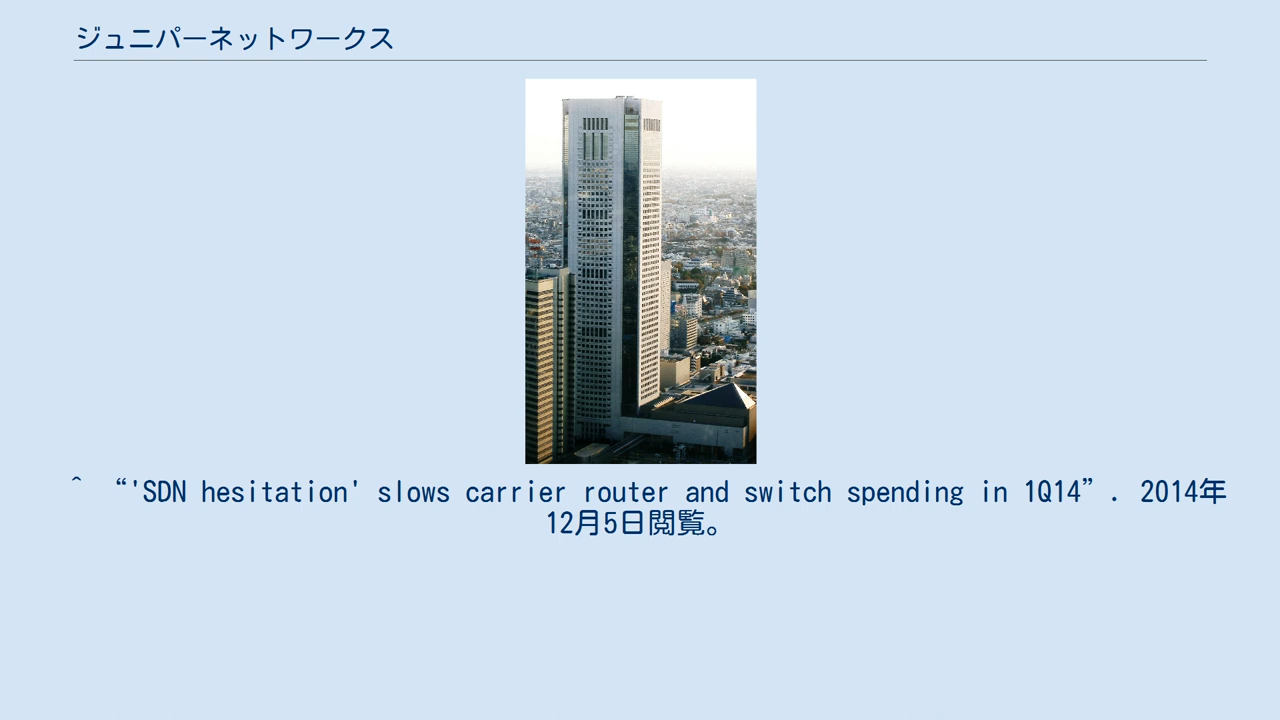 ジュニパーネットワークス
^ “'SDN hesitation' slows carrier router and switch spending in 1Q14”. 2014年
12月5日閲覧。